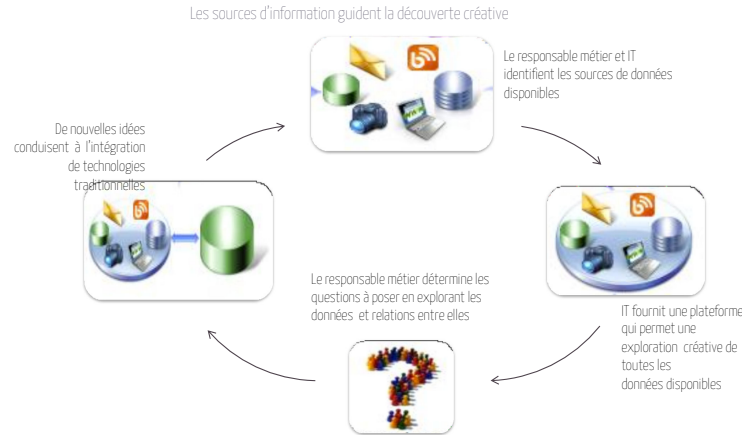 Les sources d'information guident la découverte créative
Le responsable métier et IT
identifient les sources de données
disponibles
De nouvelles idées
conduisent à l'intégration
de technologies
traditionnelles
Le responsable métier détermine les
questions à poser en explorant les
données et relations entre elles
IT fournit une plateforme
qui permet une
exploration créative de
toutes les
données disponibles